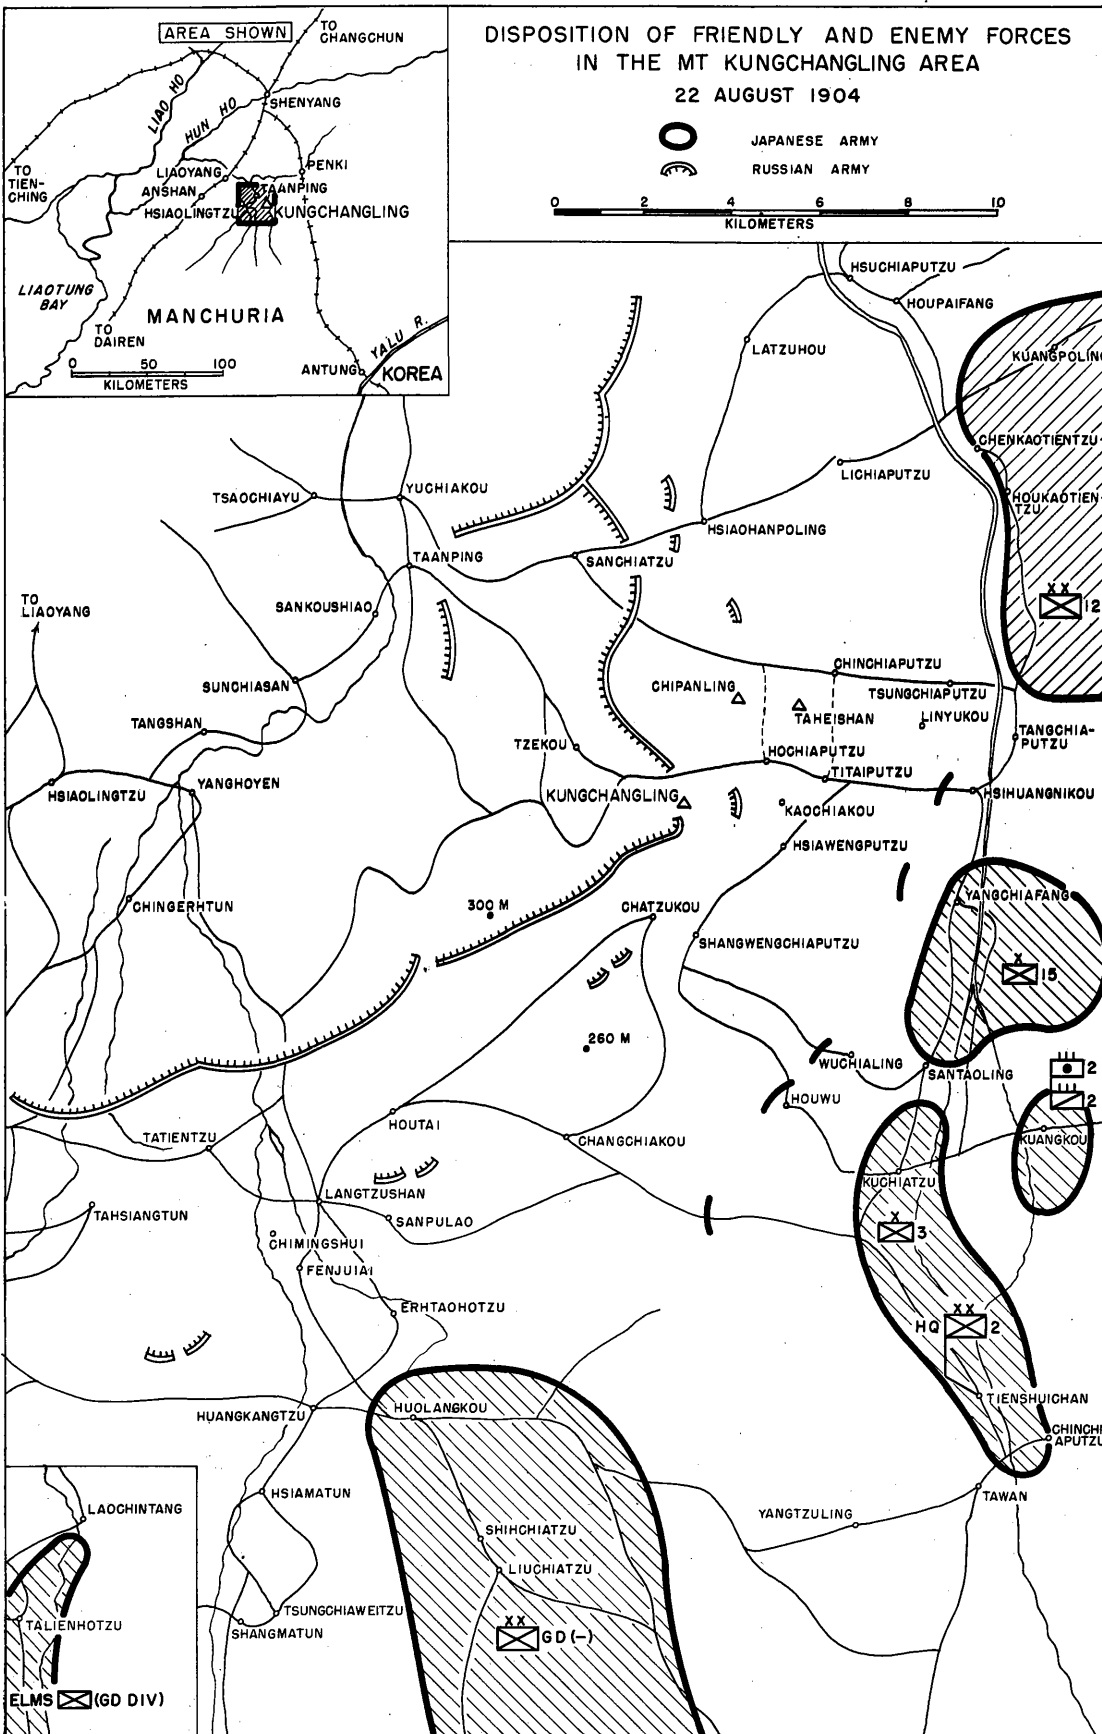 DISPOSITION OF FRIENDLY AND ENEMY FORCES
IN THE MT KUNGCHANGLING AREA
22 AUGUST 1904
JAPANESE ARMY
RUSSIAN ARMY
0 2 4 6 8 10
KILOMETERS
AREA SHOWN
TO
CHANGCHUN
LIAO HO
HUN HO
SHENYANG
TO
TIEN-
CHING
LIAOYANG
PENKI
ANSHAN
TAANPING
HSIAOLINGTZU
KUNGCHANGLING
LIAOTUNG
BAY
MANCHURIA
TO
DAIREN
YALU R.
0 50 100
KILOMETERS
ANTUNG
KOREA
HSUCHIAPUTZU
HOUPAIFANG
LATZUHOU
KUANGPOLING
CHENKAOTIENTZU
LICHIAPUTZU
TSAOCHIAYU
YUCHIAKOU
HOUKAOTIEN-
TZU
HSIAOHANPOLING
TAANPING
SANCHIATZU
TO
LIAOYANG
SANKOUSHIAO
XX
12
CHINCHIAPUTZU
SUNCHIASAN
CHIPANLING
TSUNGCHIAPUTZU
TANGSHAN
TAHEISHAN
LINYUKOU
TANGCHIA-
PUTZU
TZEKOU
HOCHIAPUTZU
TITAIPUTZU
HSIAOLINGTZU
YANGHOYEN
KUNGCHANGLING
HSIHUANGNIKOU
KAOCHIAKOU
HSIAWENGPUTZU
CHINGERHTUN
300 M
CHATZUKOU
YANGCHIAFANG
SHANGWENGCHIAPUTZU
X
15
260 M
WUCHIALING
SANTAOLING
III
2
III
2
HOUWU
HOUTAI
TATIENTZU
CHANGCHIAKOU
KUANGKOU
KUCHIATZU
LANGTZUSHAN
TAHSIANGTUN
SANPULAO
X
3
CHIMINGSHUI
FENJUIAI
ERHTAOHOTZU
XX
HQ 2
TIENSHUICHAN
HUANGKANGTZU
HUOLANGKOU
CHINCHI
APUTZU
HSIAMATUN
TAWAN
LAOCHINTANG
YANGTZULING
SHIHCHIATZU
LIUCHIATZU
TSUNGCHIAWEITZU
TALIENHOTZU
SHANGMATUN
XX
GD (-)
ELMS (GD DIV)